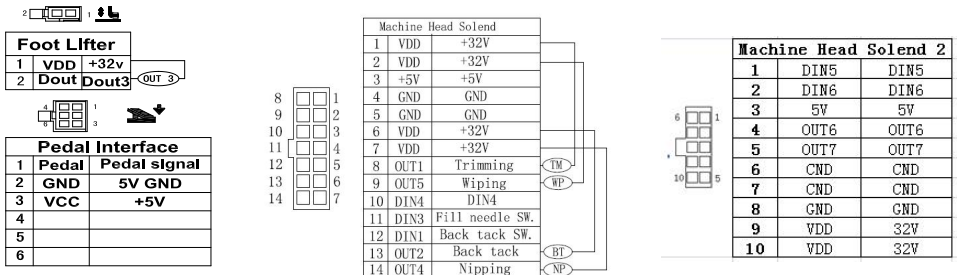 2 1
Foot LIfter
1 VDD +32v
2 Dout Dout3 OUT 3
4 1
6 3
Pedal Interface
1 Pedal Pedal sIgnal
2 GND 5V GND
3 VCC +5V
4
5
6
8 1
9 2
10 3
11 4
12 5
13 6
14 7
Machine Head Solend
1 VDD +32V
2 VDD +32V
3 +5V +5V
4 GND GND
5 GND GND
6 VDD +32V
7 VDD +32V
8 OUT1 Trimming TM
9 OUT5 Wiping WP
10 DIN4 DIN4
11 DIN3 Fill needle SW.
12 DIN1 Back tack SW.
13 OUT2 Back tack BT
14 OUT4 Nipping NP
6 1
10 5
Machine Head Solend 2
1 DIN5 DIN5
2 DIN6 DIN6
3 5V 5V
4 OUT6 OUT6
5 OUT7 OUT7
6 CND CND
7 CND CND
8 GND GND
9 VDD 32V
10 VDD 32V